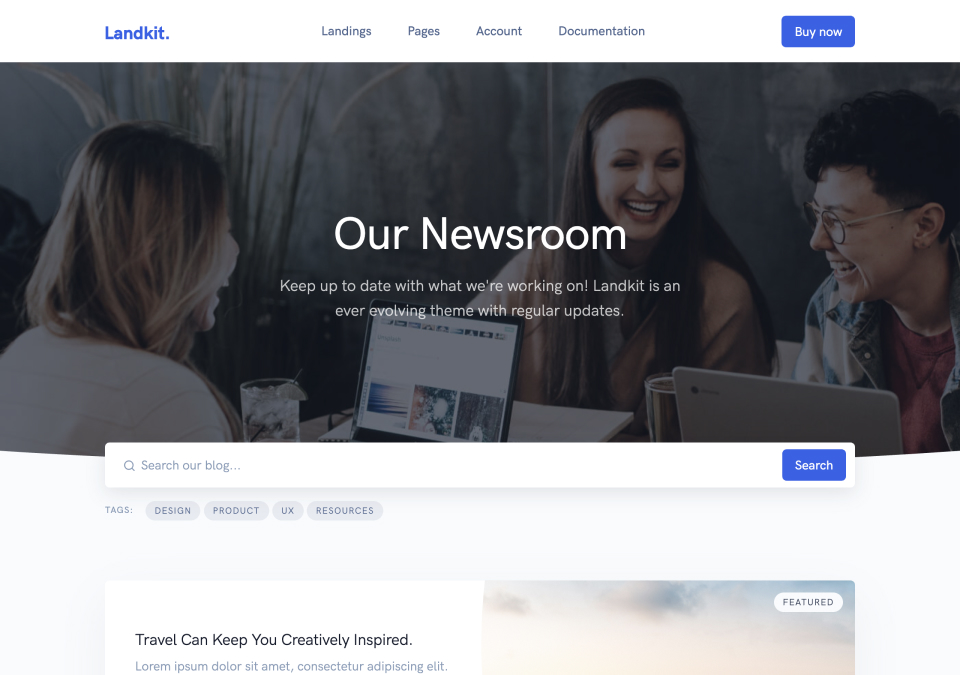 Landkit.
Landings
Pages
Account
Documentation
Buy now
Our Newsroom
Keep up to date with what we're working on! Landkit is an
ever evolving theme with regular updates.
Search our blog...
Search
TAGS:
DESIGN
PRODUCT
UX
RESOURCES
FEATURED
Travel Can Keep You Creatively Inspired.
Lorem ipsum dolor sit amet, consectetur adipiscing elit.